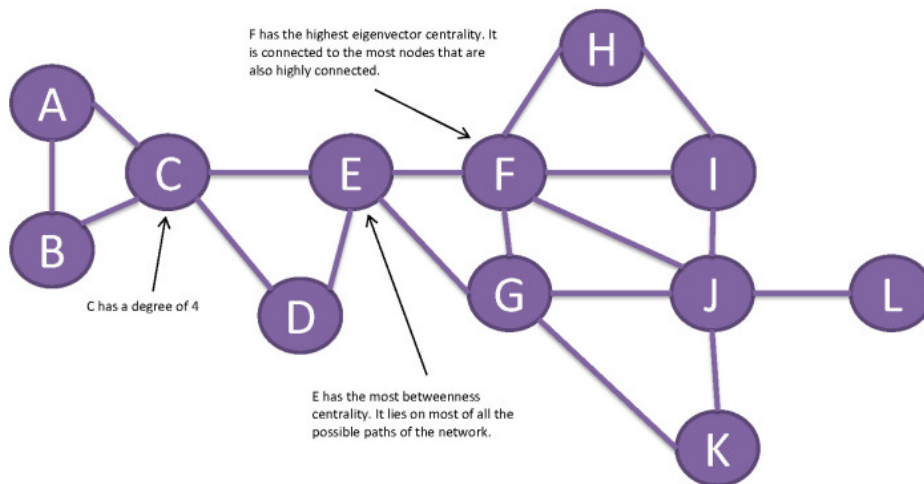 F has the highest eigenvector centrality. It
is connected to the most nodes that are
also highly connected.
H
A
C
E
F
I
B
G
J
L
D
C has a degree of 4
E has the most betweenness
centrality. It lies on most of all the
possible paths of the network.
K